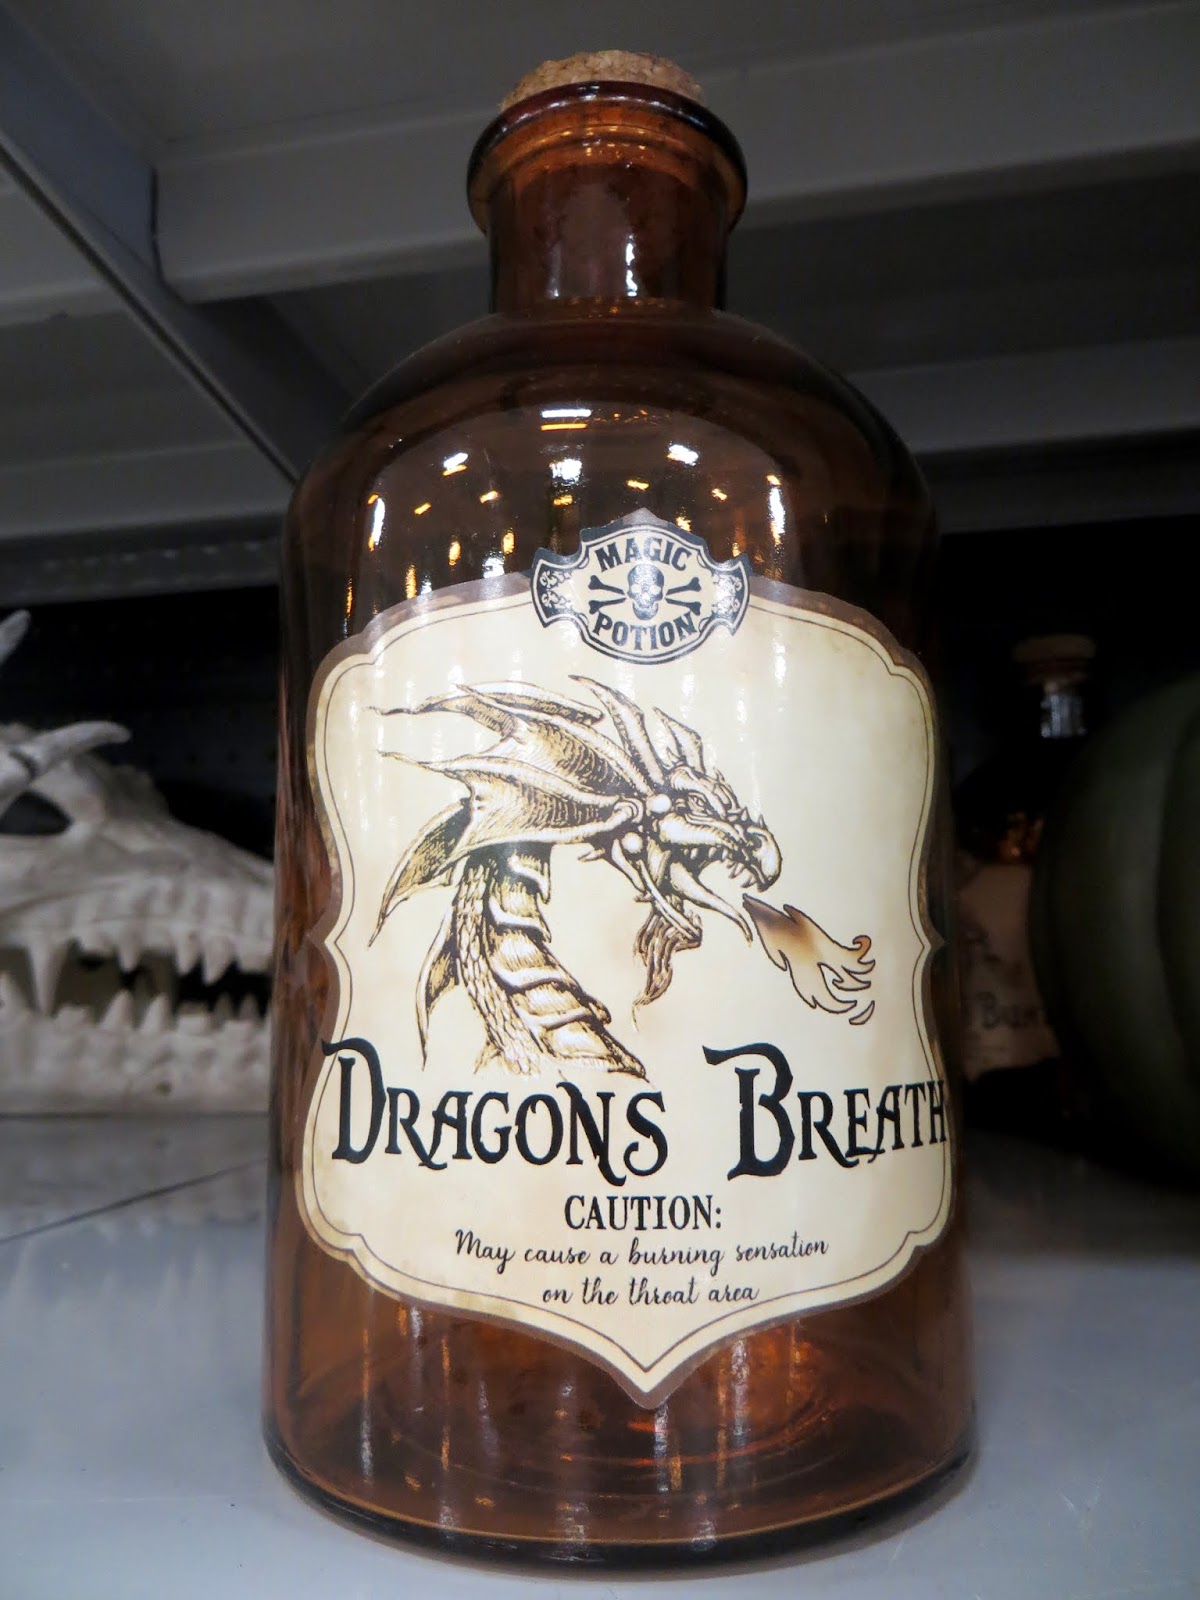 MAGIC
POTION
DRAGONS BREATH
CAUTION:
May cause a burning sensation
on the throat area